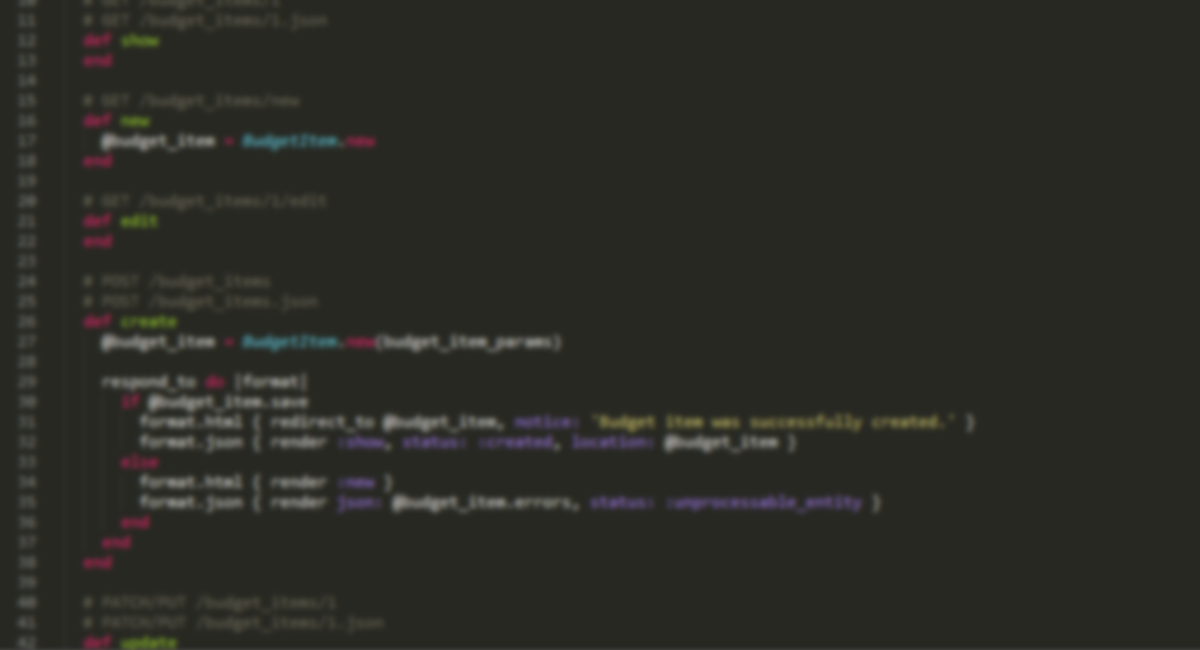 10 # GET /budget_items/1
11 # GET /budget_items/1.json
12 def show
13 end
14
15 # GET /budget_items/new
16 def new
17 @budget_item = BudgetItem.new
18 end
19
20 # GET /budget_items/1/edit
21 def edit
22 end
23
24 # POST /budget_items
25 # POST /budget_items.json
26 def create
27 @budget_item = BudgetItem.new(budget_item_params)
28
29 respond_to do |format|
30 if @budget_item.save
31 format.html { redirect_to @budget_item, notice: 'Budget item was successfully created.' }
32 format.json { render :show, status: :created, location: @budget_item }
33 else
34 format.html { render :new }
35 format.json { render json: @budget_item.errors, status: :unprocessable_entity }
36 end
37 end
38 end
39
40 # PATCH/PUT /budget_items/1
41 # PATCH/PUT /budget_items/1.json
42 def update